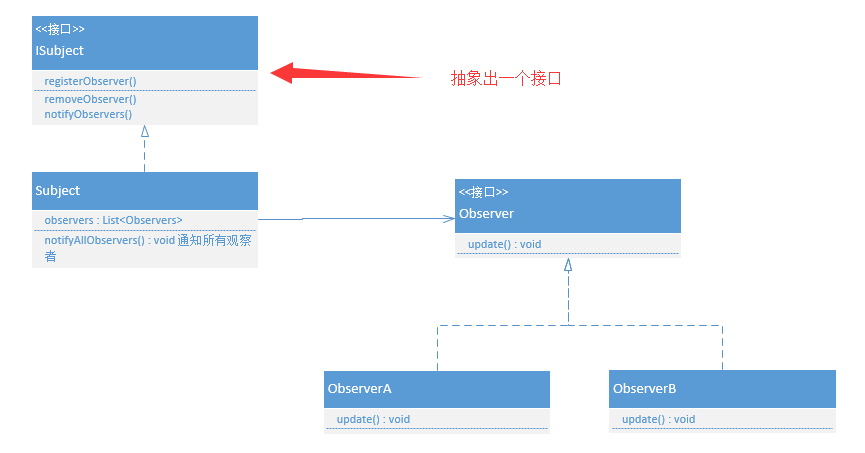 <<接口>>
ISubject
registerObserver()
removeObserver()
notifyObservers()
抽象出一个接口
Subject
observers : List<Observers>
notifyAllObservers() : void 通知所有观察
者
<<接口>>
Observer
update() : void
ObserverA
update() : void
ObserverB
update() : void